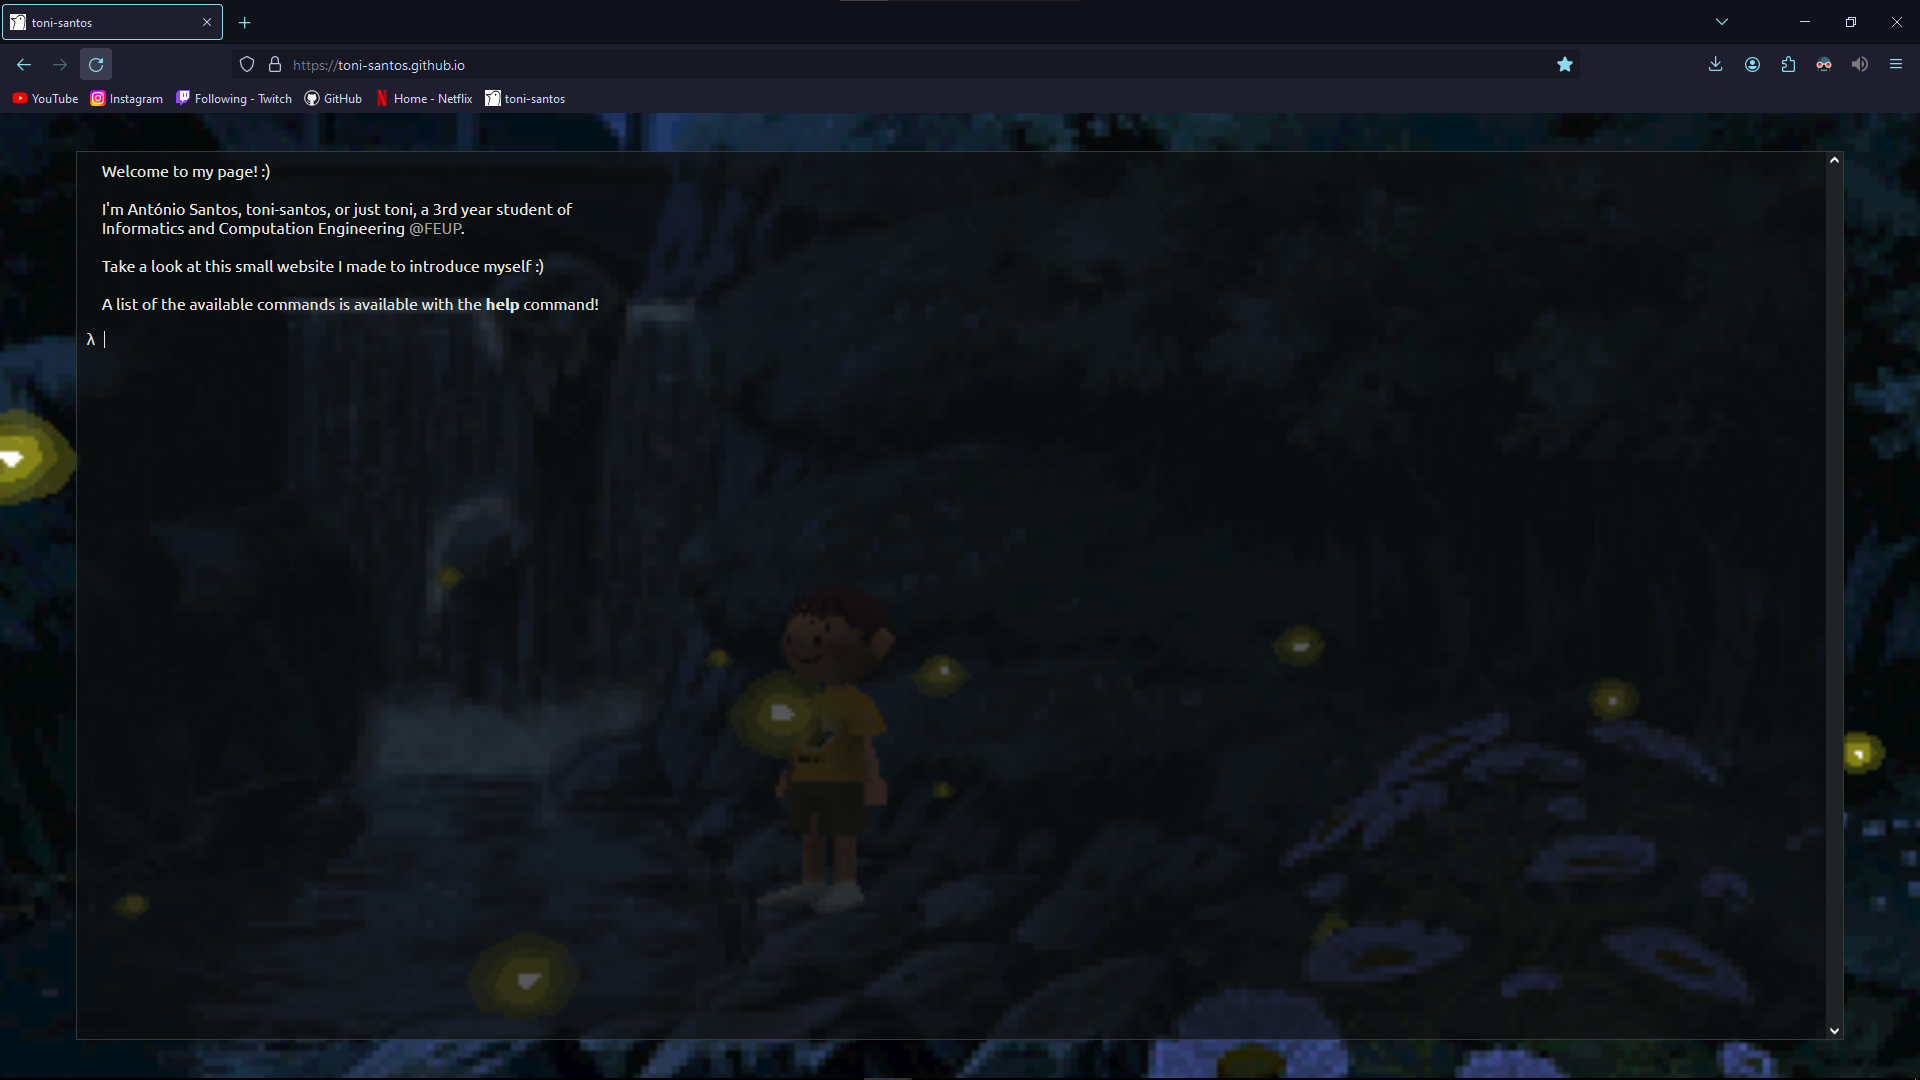 toni-santos
https://toni-santos.github.io
YouTube Instagram Following - Twitch GitHub Home - Netflix toni-santos
Welcome to my page! :)
I'm António Santos, toni-santos, or just toni, a 3rd year student of
Informatics and Computation Engineering @FEUP.
Take a look at this small website I made to introduce myself :)
A list of the available commands is available with the help command!
λ